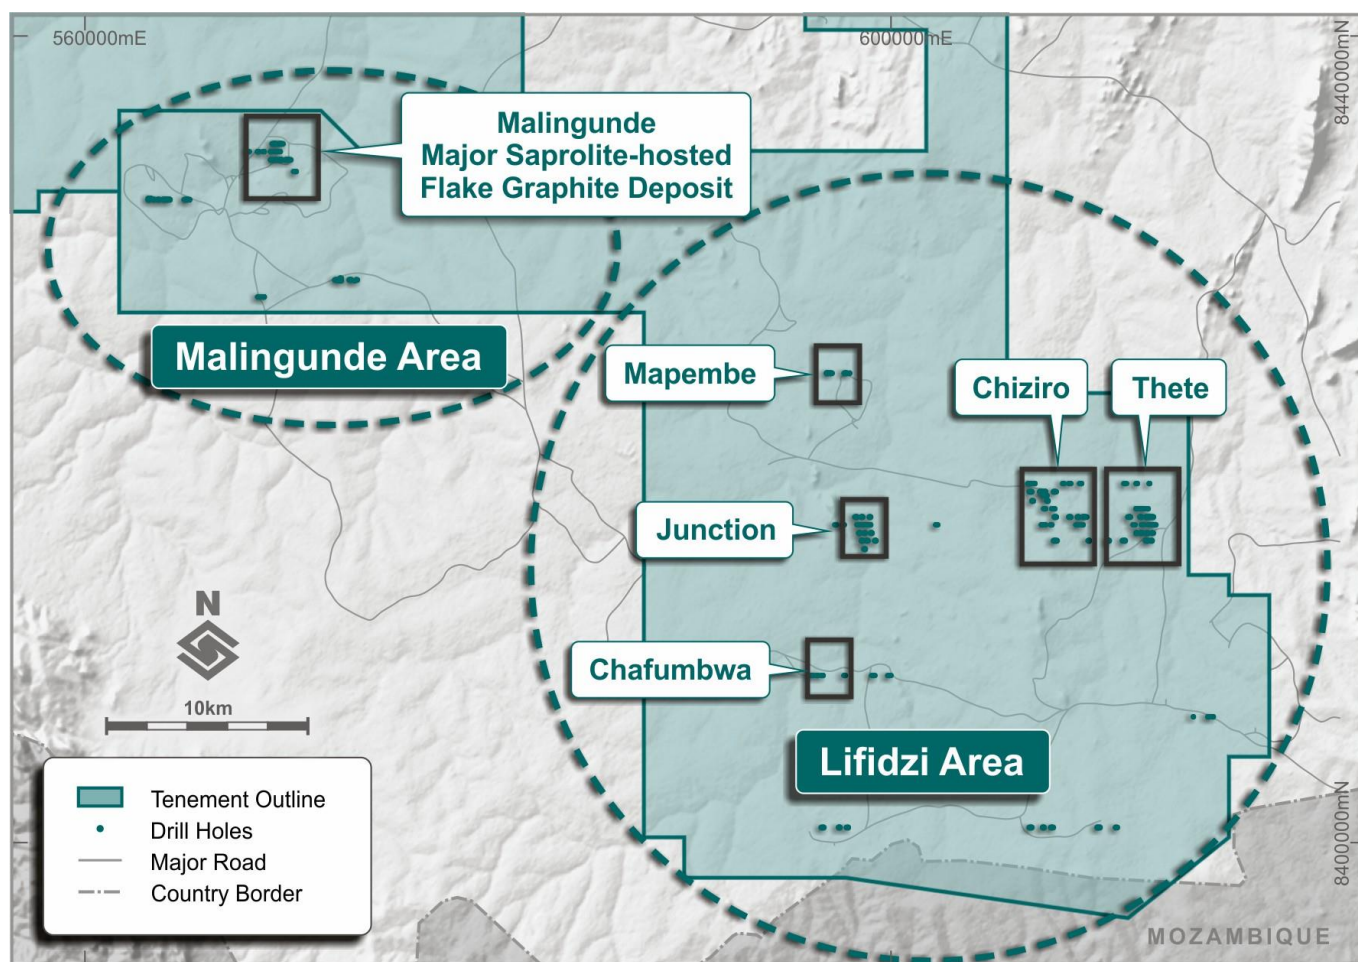 560000mE
600000mE
8440000mN
Malingunde
Major Saprolite-hosted
Flake Graphite Deposit
Malingunde Area
Mapembe
Chiziro
Thete
Junction
N
Chafumbwa
10km
Lifidzi Area
Tenement Outline
Drill Holes
Major Road
Country Border
8400000mN
MOZAMBIQUE